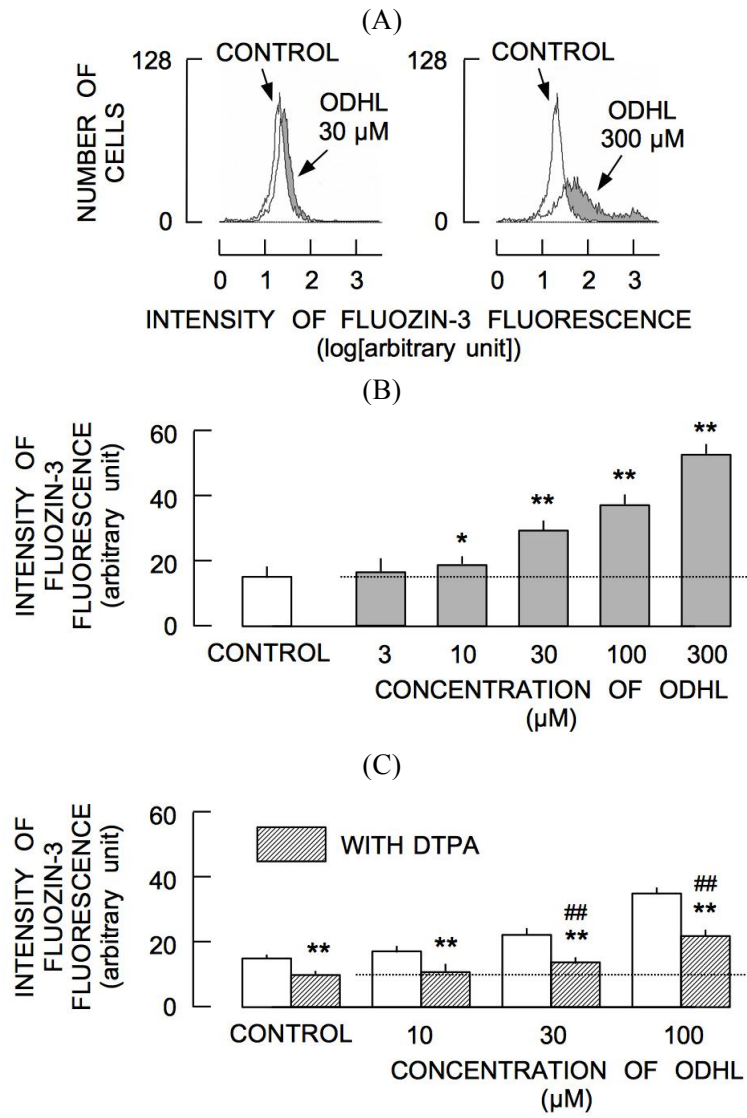 (A)
CONTROL
ODHL
30 µM
CONTROL
ODHL
300 µM
NUMBER OF
CELLS
128
0
128
0
0 1 2 3
0 1 2 3
INTENSITY OF FLUOZIN-3 FLUORESCENCE
(log[arbitrary unit])
(B)
INTENSITY OF
FLUOZIN-3
FLUORESCENCE
(arbitrary unit)
60
40
20
0
*
**
**
**
CONTROL 3 10 30 100 300
CONCENTRATION OF ODHL
(µM)
(C)
INTENSITY OF
FLUOZIN-3
FLUORESCENCE
(arbitrary unit)
60
40
20
0
WITH DTPA
**
**
##
**
##
**
CONTROL 10 30 100
CONCENTRATION OF ODHL
(µM)